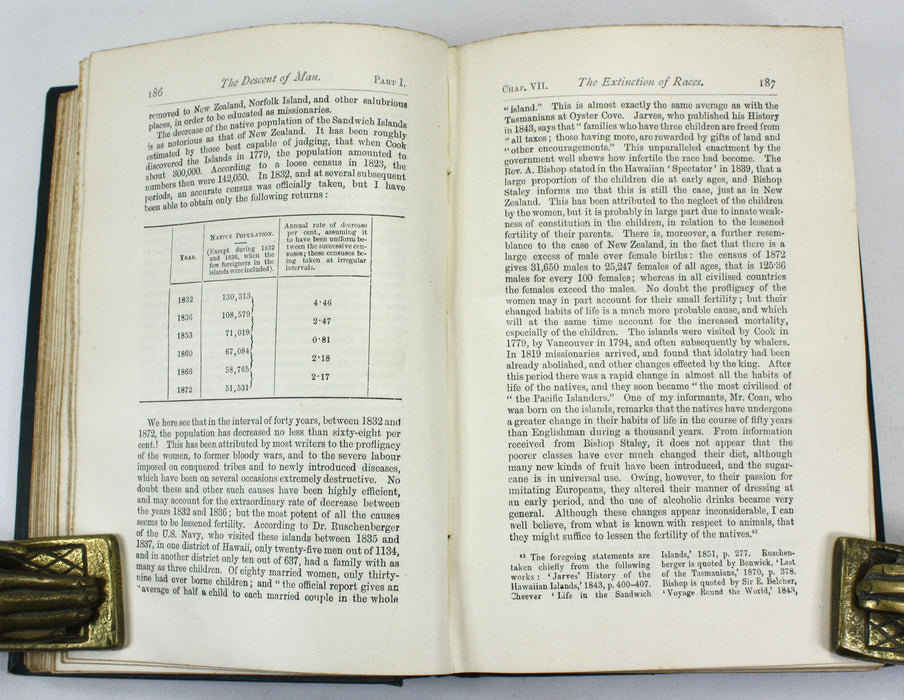 186
The Descent of Man.
PART I.
removed to New Zealand, Norfolk Island, and other salubrious
places, in order to be educated as missionaries.
The decrease of the native population of the Sandwich Islands
is as notorious as that of New Zealand. It has been roughly
estimated by those best capable of judging, that when Cook
discovered the Islands in 1779, the population amounted to
about 300,000. According to a loose census in 1823, the
numbers then were 142,050. In 1832, and at several subsequent
periods, an accurate census was officially taken, but I have
been able to obtain only the following returns :
YEAR.
NATIVE POPULATION.
(Except during 1832
and 1836, when the
few foreigners in the
islands were included).
Annual rate of decrease
per cent., assuming it
to have been uniform be-
tween the successive cen-
suses; these censuses be-
ing taken at irregular
intervals.
1832 130,313
4·46
1836 108,579
2·47
1853 71,019
0·81
1860 67,084
2·18
1866 58,765
2·17
1872 51,531
We here see that in the interval of forty years, between 1832 and
1872, the population has decreased no less than sixty-eight per
cent.! This has been attributed by most writers to the profligacy
of the women, to former bloody wars, and to the severe labour
imposed on conquered tribes and to newly introduced diseases,
which have been on several occasions extremely destructive. No
doubt these and other such causes have been highly efficient,
and may account for the extraordinary rate of decrease between
the years 1832 and 1836; but the most potent of all the causes
seems to be lessened fertility. According to Dr. Ruschenberger
of the U.S. Navy, who visited these islands between 1835 and
1837, in one district of Hawaii, only twenty-five men out of 1134,
and in another district only ten out of 637, had a family with as
many as three children. Of eighty married women, only thirty-
nine had ever borne children; and "the official report gives an
"average of half a child to each married couple in the whole
CHAP. VII.
The Extinction of Races.
187
"island." This is almost exactly the same average as with the
Tasmanians at Oyster Cove. Jarves, who published his History
in 1843, says that "families who have three children are freed from
"all taxes; those having more, are rewarded by gifts of land and
"other encouragements." This unparalleled enactment by the
government well shews how infertile the race had become. The
Rev. A. Bishop stated in the Hawaiian 'Spectator' in 1839, that a
large proportion of the children die at early ages, and Bishop
Staley informs me that this is still the case, just as in New
Zealand. This has been attributed to the neglect of the children
by the women, but it is probably in large part due to innate weak-
ness of constitution in the children, in relation to the lessened
fertility of their parents. There is, moreover, a further resem-
blance to the case of New Zealand, in the fact that there is a
large excess of male over female births: the census of 1872
gives 31,650 males to 25,247 females of all ages, that is 125·36
males for every 100 females; whereas in all civilised countries
the females exceed the males. No doubt the profligacy of the
women may in part account for their small fertility; but their
changed habits of life is a much more probable cause, and which
will at the same time account for the increased mortality,
especially of the children. The islands were visited by Cook in
1779, by Vancouver in 1794, and often subsequently by whalers.
In 1819 missionaries arrived, and found that idolatry had been
already abolished, and other changes effected by the king. After
this period there was a rapid change in almost all the habits of
life of the natives, and they soon became "the most civilised of
"the Pacific Islanders." One of my informants, Mr. Coan, who
was born on the islands, remarks that the natives have undergone
a greater change in their habits of life in the course of fifty years
than Englishman during a thousand years. From information
received from Bishop Staley, it does not appear that the
poorer classes have ever much changed their diet, although
many new kinds of fruit have been introduced, and the sugar-
cane is in universal use. Owing, however, to their passion for
imitating Europeans, they altered their manner of dressing at
an early period, and the use of alcoholic drinks became very
general. Although these changes appear inconsiderable, I can
well believe, from what is known with respect to animals, that
they might suffice to lessen the fertility of the natives.43
43 The foregoing statements are
taken chiefly from the following
works: 'Jarves' History of the
Hawaiian Islands,' 1843, p. 400-407.
Cheever 'Life in the Sandwich
Islands,' 1851, p. 277. Ruschen-
berger is quoted by Bonwick, 'Last
of the Tasmanians,' 1870, p. 378.
Bishop is quoted by Sir E. Belcher,
'Voyage Round the World,' 1843,